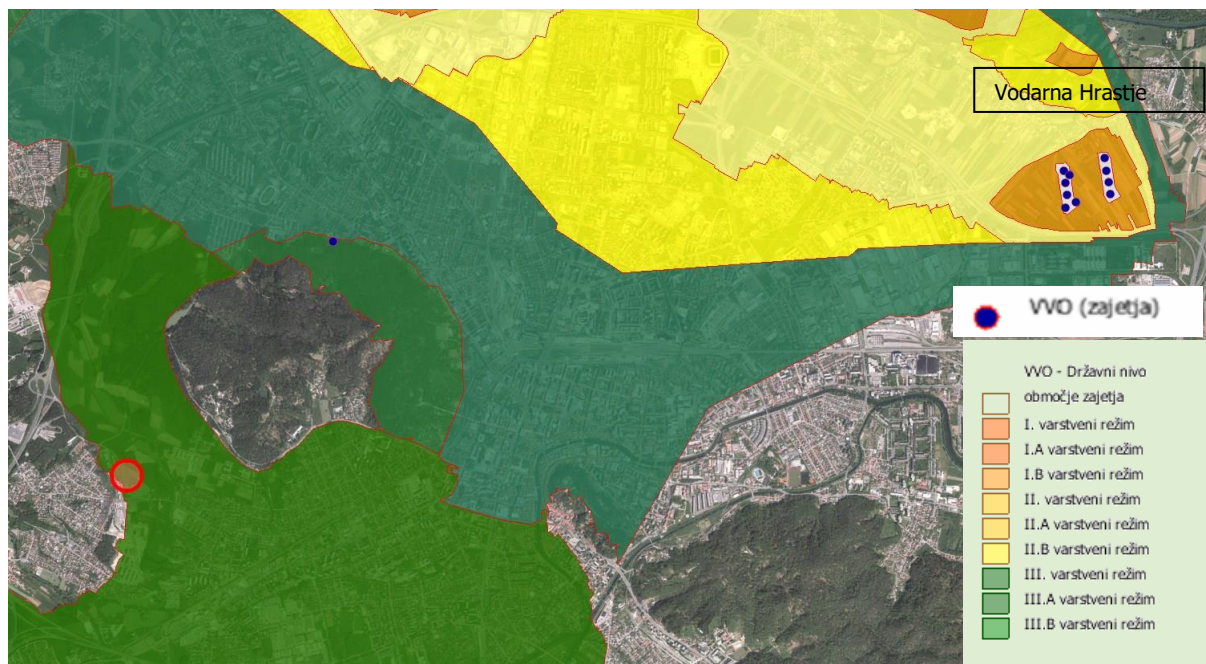 Vodarna Hrastje
VVO (zajetja)
VVO - Državni nivo
območje zajetja
I. varstveni režim
I.A varstveni režim
I.B varstveni režim
II. varstveni režim
II.A varstveni režim
II.B varstveni režim
III. varstveni režim
III.A varstveni režim
III.B varstveni režim